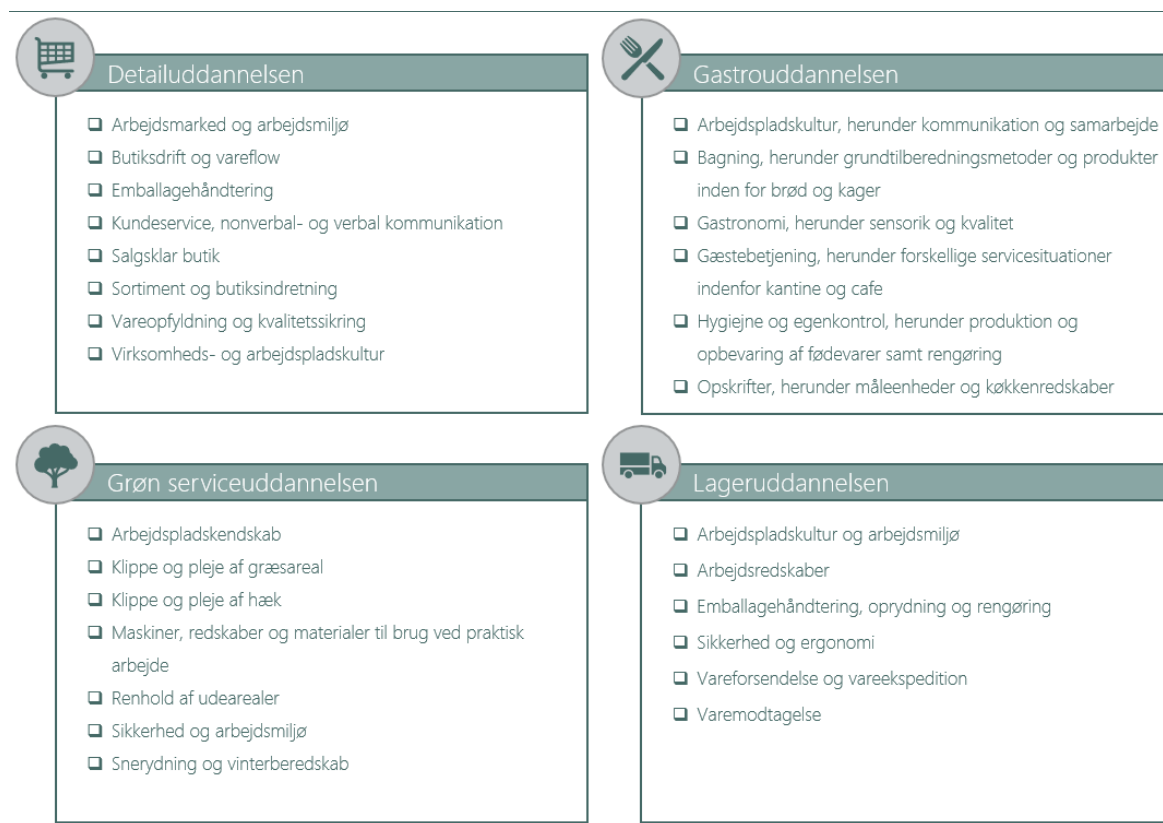 Detailuddannelsen
❑ Arbejdsmarked og arbejdsmiljø
❑ Butiksdrift og vareflow
❑ Emballagehåndtering
❑ Kundeservice, nonverbal- og verbal kommunikation
❑ Salgsklar butik
❑ Sortiment og butiksindretning
❑ Vareopfyldning og kvalitetssikring
❑ Virksomheds- og arbejdspladskultur
Gastrouddannelsen
❑ Arbejdspladskultur, herunder kommunikation og samarbejde
❑ Bagning, herunder grundtilberedningsmetoder og produkter
inden for brød og kager
❑ Gastronomi, herunder sensorik og kvalitet
❑ Gæstebetjening, herunder forskellige servicesituationer
indenfor kantine og cafe
❑ Hygiejne og egenkontrol, herunder produktion og
opbevaring af fødevarer samt rengøring
❑ Opskrifter, herunder måleenheder og køkkenredskaber
Grøn serviceuddannelsen
❑ Arbejdspladskendskab
❑ Klippe og pleje af græsareal
❑ Klippe og pleje af hæk
❑ Maskiner, redskaber og materialer til brug ved praktisk
arbejde
❑ Renhold af udearealer
❑ Sikkerhed og arbejdsmiljø
❑ Snerydning og vinterberedskab
Lageruddannelsen
❑ Arbejdspladskultur og arbejdsmiljø
❑ Arbejdsredskaber
❑ Emballagehåndtering, oprydning og rengøring
❑ Sikkerhed og ergonomi
❑ Vareforsendelse og vareekspedition
❑ Varemodtagelse